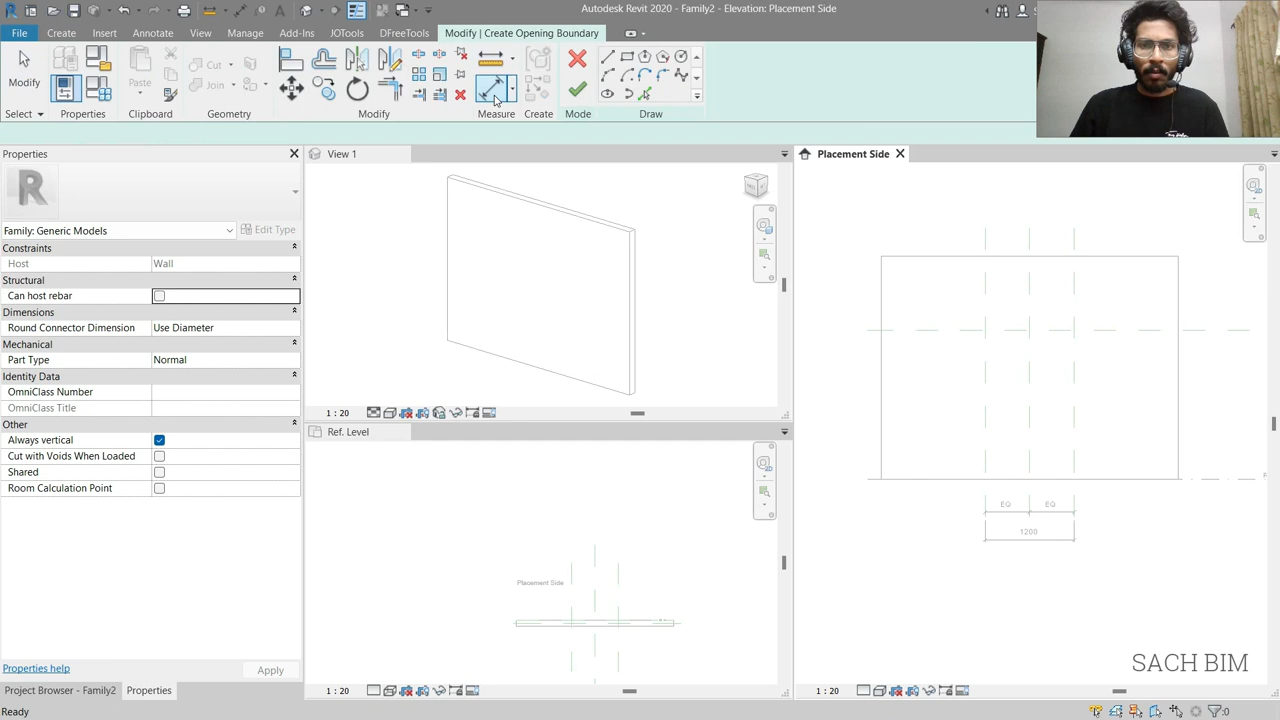 Autodesk Revit 2020 - Family2 - Elevation: Placement Side
File Create Insert Annotate View Manage Add-Ins JOTools DFreeTools Modify | Create Opening Boundary
Modify
Paste
Cut
Join
Select Properties Clipboard Geometry Modify Measure Create Mode Draw
Properties
View 1
Placement Side
R
Family: Generic Models
Edit Type
Constraints
Host Wall
Structural
Can host rebar
Dimensions
Round Connector Dimension Use Diameter
Mechanical
Part Type Normal
Identity Data
OmniClass Number
OmniClass Title
Other
Always vertical
Cut with Voids When Loaded
Shared
Room Calculation Point
1 : 20
Ref. Level
Placement Side
EQ EQ
1200
SACH BIM
Properties help
Apply
Project Browser - Family2 Properties
1 : 20
1 : 20
Ready
:0